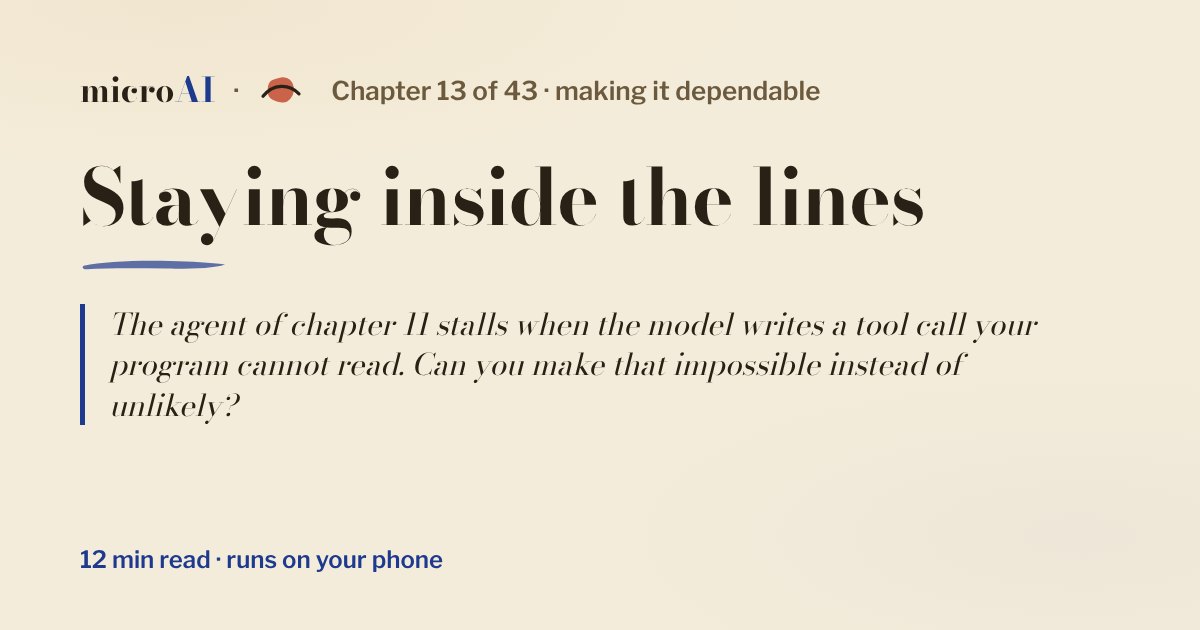 microAI · Chapter 13 of 43 · making it dependable
Staying inside the lines
The agent of chapter 11 stalls when the model writes a tool call your
program cannot read. Can you make that impossible instead of
unlikely?
12 min read · runs on your phone